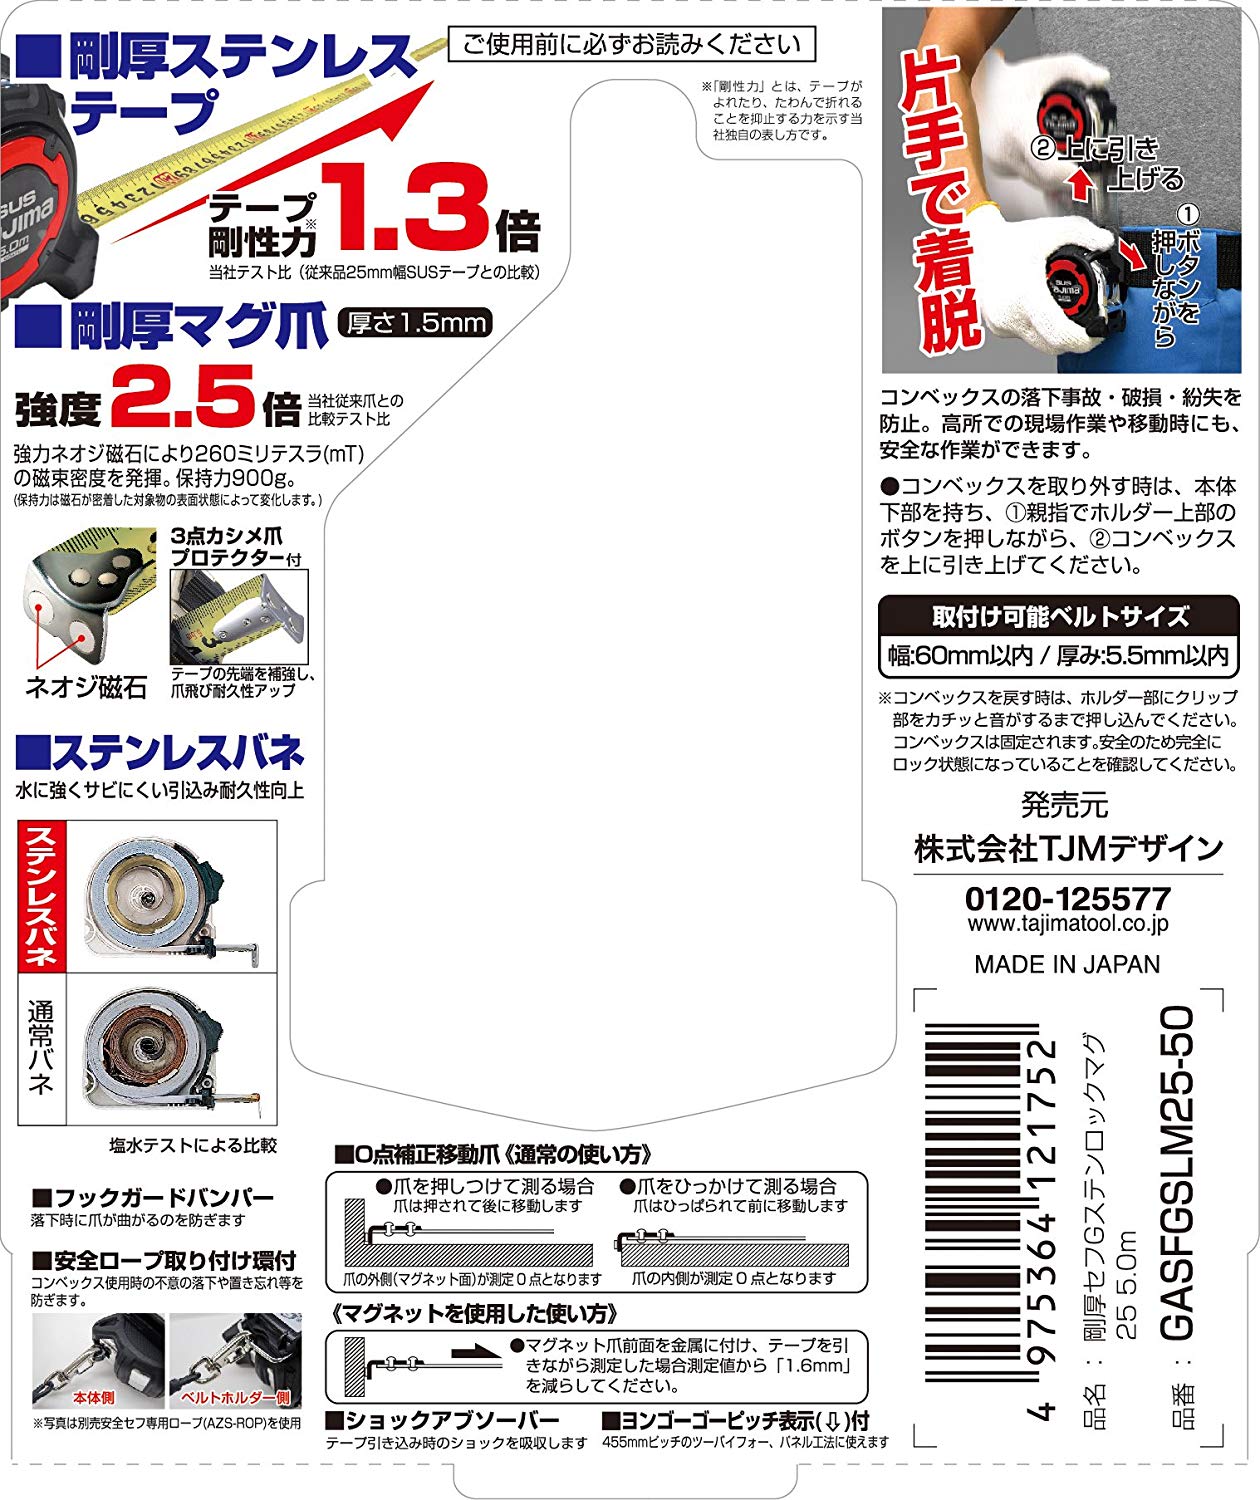 ご使用前に必ずお読みください
■剛厚ステンレス
テープ
SUS
Tajima
5.0m
テープ
剛性力※
1.3倍
当社テスト比（従来品25mm幅SUSテープとの比較）
※「剛性力」とは、テープが
よれたり、たわんで折れる
ことを抑止する力を示す当
社独自の表し方です。
■剛厚マグ爪
厚さ1.5mm
強度2.5倍
当社従来爪との
比較テスト比
強力ネオジ磁石により260ミリテスラ(mT)
の磁束密度を発揮。保持力900g。
(保持力は磁石が密着した対象物の表面状態によって変化します。)
ネオジ磁石
3点カシメ爪
プロテクター付
テープの先端を補強し、
爪飛び耐久性アップ
■ステンレスバネ
水に強くサビにくい引込み耐久性向上
ステンレスバネ
通常バネ
塩水テストによる比較
■フックガードバンパー
落下時に爪が曲がるのを防ぎます
■安全ロープ取り付け環付
コンベックス使用時の不意の落下や置き忘れ等を
防ぎます。
本体側
ベルトホルダー側
※写真は別売安全セフ専用ロープ(AZS-ROP)を使用
■0点補正移動爪《通常の使い方》
●爪を押しつけて測る場合
爪は押されて後に移動します
爪の外側(マグネット面)が測定0点となります
●爪をひっかけて測る場合
爪はひっぱられて前に移動します
爪の内側が測定0点となります
《マグネットを使用した使い方》
●マグネット爪前面を金属に付け、テープを引
きながら測定した場合測定値から「1.6mm」
を減らしてください。
■ショックアブソーバー
テープ引き込み時のショックを吸収します
■ヨンゴーゴーピッチ表示(⇩)付
455mmピッチのツーバイフォー、パネル工法に使えます
片手で着脱
②上に引き
上げる
①ボタンを
押しながら
コンベックスの落下事故・破損・紛失を
防止。高所での現場作業や移動時にも、
安全な作業ができます。
●コンベックスを取り外す時は、本体
下部を持ち、①親指でホルダー上部の
ボタンを押しながら、②コンベックス
を上に引き上げてください。
取付け可能ベルトサイズ
幅:60mm以内 / 厚み:5.5mm以内
※コンベックスを戻す時は、ホルダー部にクリップ
部をカチッと音がするまで押し込んでください。
コンベックスは固定されます。安全のため完全に
ロック状態になっていることを確認してください。
発売元
株式会社TJMデザイン
0120-125577
www.tajimatool.co.jp
MADE IN JAPAN
4 975364 121752
品名：剛厚セフGステンロックマグ
25 5.0m
品番：GASFGSLM25-50